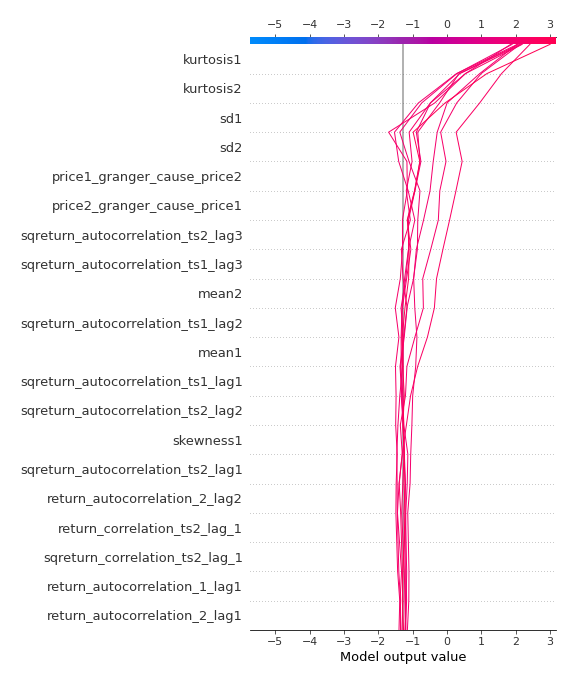 −5 −4 −3 −2 −1 0 1 2 3
kurtosis1
kurtosis2
sd1
sd2
price1_granger_cause_price2
price2_granger_cause_price1
sqreturn_autocorrelation_ts2_lag3
sqreturn_autocorrelation_ts1_lag3
mean2
sqreturn_autocorrelation_ts1_lag2
mean1
sqreturn_autocorrelation_ts1_lag1
sqreturn_autocorrelation_ts2_lag2
skewness1
sqreturn_autocorrelation_ts2_lag1
return_autocorrelation_2_lag2
return_correlation_ts2_lag_1
sqreturn_correlation_ts2_lag_1
return_autocorrelation_1_lag1
return_autocorrelation_2_lag1
−5 −4 −3 −2 −1 0 1 2 3
Model output value